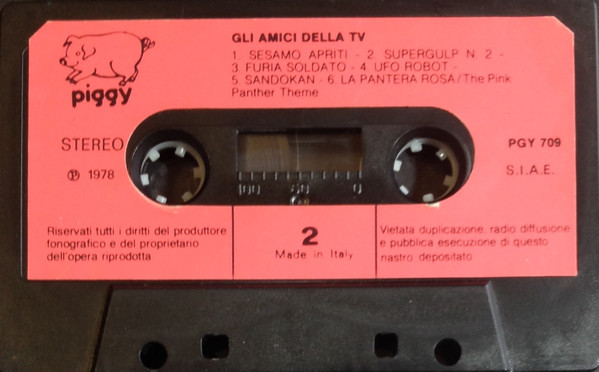 GLI AMICI DELLA TV
1. SESAMO APRITI - 2. SUPERGULP N. 2 -
3. FURIA SOLDATO - 4. UFO ROBOT -
5. SANDOKAN - 6. LA PANTERA ROSA/The Pink
Panther Theme
piggy
STEREO
℗ 1978
PGY 709
S.I.A.E.
100 50 0
Riservati tutti i diritti del produttore
fonografico e del proprietario
dell'opera riprodotta
2
Made in Italy
Vietata duplicazione, radio diffusione
e pubblica esecuzione di questo
nastro depositato